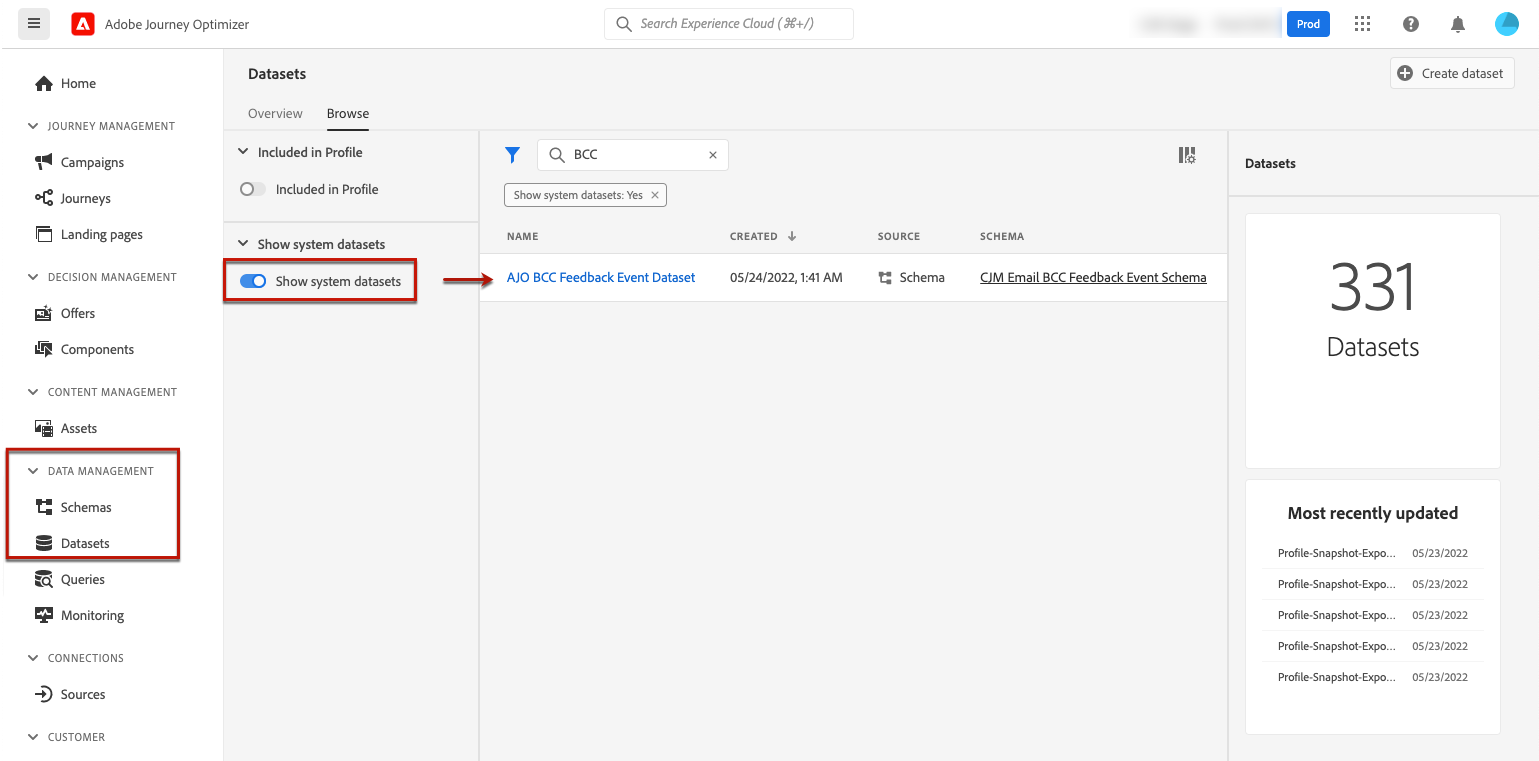 Adobe Journey Optimizer
Search Experience Cloud (⌘+/)
Prod
Home
JOURNEY MANAGEMENT
Campaigns
Journeys
Landing pages
DECISION MANAGEMENT
Offers
Components
CONTENT MANAGEMENT
Assets
DATA MANAGEMENT
Schemas
Datasets
Queries
Monitoring
CONNECTIONS
Sources
CUSTOMER
Datasets
Create dataset
Overview Browse
Included in Profile
Included in Profile
Show system datasets
Show system datasets
BCC
Show system datasets: Yes
NAME CREATED SOURCE SCHEMA
AJO BCC Feedback Event Dataset 05/24/2022, 1:41 AM Schema CJM Email BCC Feedback Event Schema
Datasets
331
Datasets
Most recently updated
Profile-Snapshot-Expo... 05/23/2022
Profile-Snapshot-Expo... 05/23/2022
Profile-Snapshot-Expo... 05/23/2022
Profile-Snapshot-Expo... 05/23/2022
Profile-Snapshot-Expo... 05/23/2022